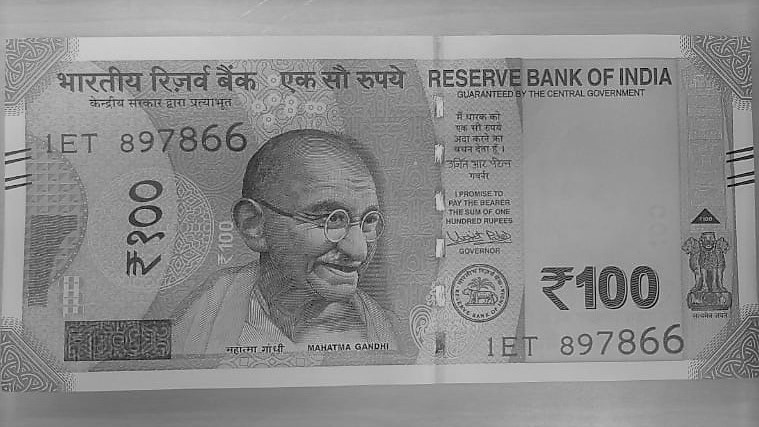 भारतीय रिज़र्व बैंक एक सौ रुपये RESERVE BANK OF INDIA
केन्द्रीय सरकार द्वारा प्रत्याभूत
GUARANTEED BY THE CENTRAL GOVERNMENT
1ET 897866
मैं धारक को
एक सौ रुपये
अदा करने का
वचन देता हूँ ।
उर्जित आर पटेल
गवर्नर
I PROMISE TO
PAY THE BEARER
THE SUM OF ONE
HUNDRED RUPEES
GOVERNOR
₹१००
₹100
₹100
₹100
महात्मा गांधी MAHATMA GANDHI
सत्यमेव जयते
1ET 897866